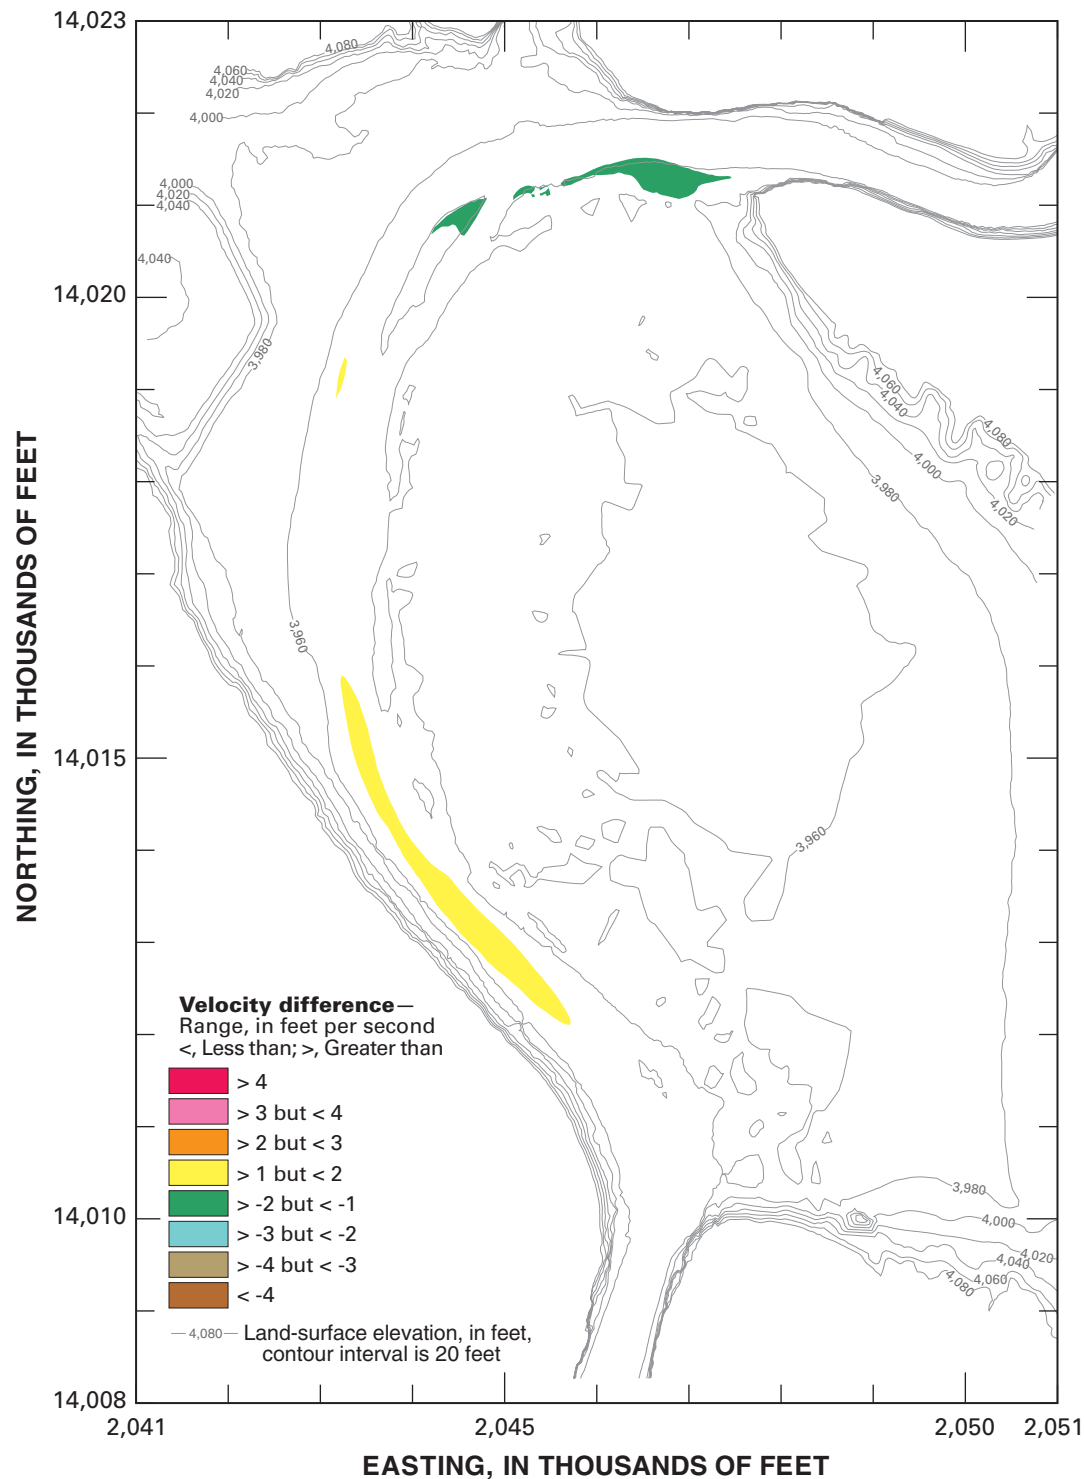 14,023
4,080
4,060
4,040
4,020
4,000
4,000
4,020
4,040
4,040
14,020
3,980
4,060
4,040
4,080
4,000
3,980
4,020
NORTHING, IN THOUSANDS OF FEET
3,960
14,015
3,960
Velocity difference—
Range, in feet per second
<, Less than; >, Greater than
> 4
> 3 but < 4
> 2 but < 3
> 1 but < 2
> -2 but < -1
> -3 but < -2
> -4 but < -3
< -4
4,080 Land-surface elevation, in feet,
contour interval is 20 feet
3,980
14,010
4,000
4,020
4,040
4,060
4,080
14,008
2,041
2,045
2,050
2,051
EASTING, IN THOUSANDS OF FEET